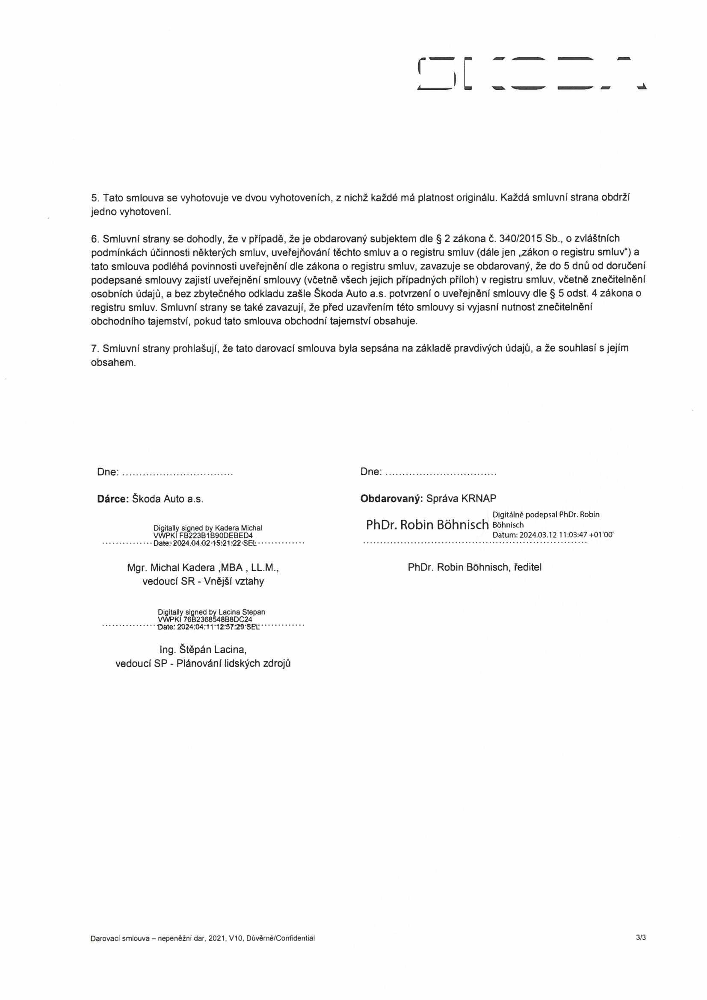 ŠKODA
5. Tato smlouva se vyhotovuje ve dvou vyhotoveních, z nichž každé má platnost originálu. Každá smluvní strana obdrží
jedno vyhotovení.
6. Smluvní strany se dohodly, že v případě, že je obdarovaný subjektem dle § 2 zákona č. 340/2015 Sb., o zvláštních
podmínkách účinnosti některých smluv, uveřejňování těchto smluv a o registru smluv (dále jen „zákon o registru smluv“) a
tato smlouva podléhá povinnosti uveřejnění dle zákona o registru smluv, zavazuje se obdarovaný, že do 5 dnů od doručení
podepsané smlouvy zajistí uveřejnění smlouvy (včetně všech jejich případných příloh) v registru smluv, včetně znečitelnění
osobních údajů, a bez zbytečného odkladu zašle Škoda Auto a.s. potvrzení o uveřejnění smlouvy dle § 5 odst. 4 zákona o
registru smluv. Smluvní strany se také zavazují, že před uzavřením této smlouvy si vyjasní nutnost znečitelnění
obchodního tajemství, pokud tato smlouva obchodní tajemství obsahuje.
7. Smluvní strany prohlašují, že tato darovací smlouva byla sepsána na základě pravdivých údajů, a že souhlasí s jejím
obsahem.
Dne: .................................
Dne: .................................
Dárce: Škoda Auto a.s.
Obdarovaný: Správa KRNAP
Digitally signed by Kadera Michal
VWPKI FB223B1B90DEBED4
Date: 2024.04.02 15:21:22 SEL
PhDr. Robin Böhnisch
Digitálně podepsal PhDr. Robin
Böhnisch
Datum: 2024.03.12 11:03:47 +01'00'
Mgr. Michal Kadera ,MBA , LL.M.,
vedoucí SR - Vnější vztahy
PhDr. Robin Böhnisch, ředitel
Digitally signed by Lacina Stepan
VWPKI 76B2368548B8DC24
Date: 2024.04.11 12:57:29 SEL
Ing. Štěpán Lacina,
vedoucí SP - Plánování lidských zdrojů
Darovací smlouva – nepeněžní dar, 2021, V10, Důvěrné/Confidential
3/3